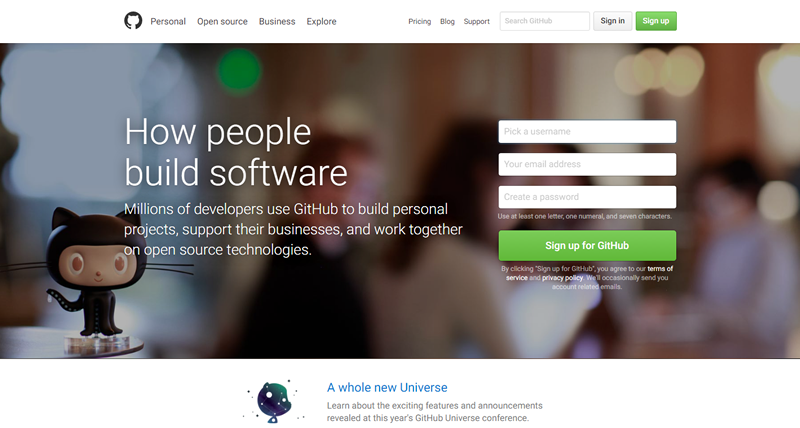 Personal Open source Business Explore Pricing Blog Support Search GitHub Sign in Sign up
How people
build software
Millions of developers use GitHub to build personal
projects, support their businesses, and work together
on open source technologies.
Pick a username
Your email address
Create a password
Use at least one letter, one numeral, and seven characters.
Sign up for GitHub
By clicking "Sign up for GitHub", you agree to our terms of
service and privacy policy. We'll occasionally send you
account related emails.
A whole new Universe
Learn about the exciting features and announcements
revealed at this year's GitHub Universe conference.